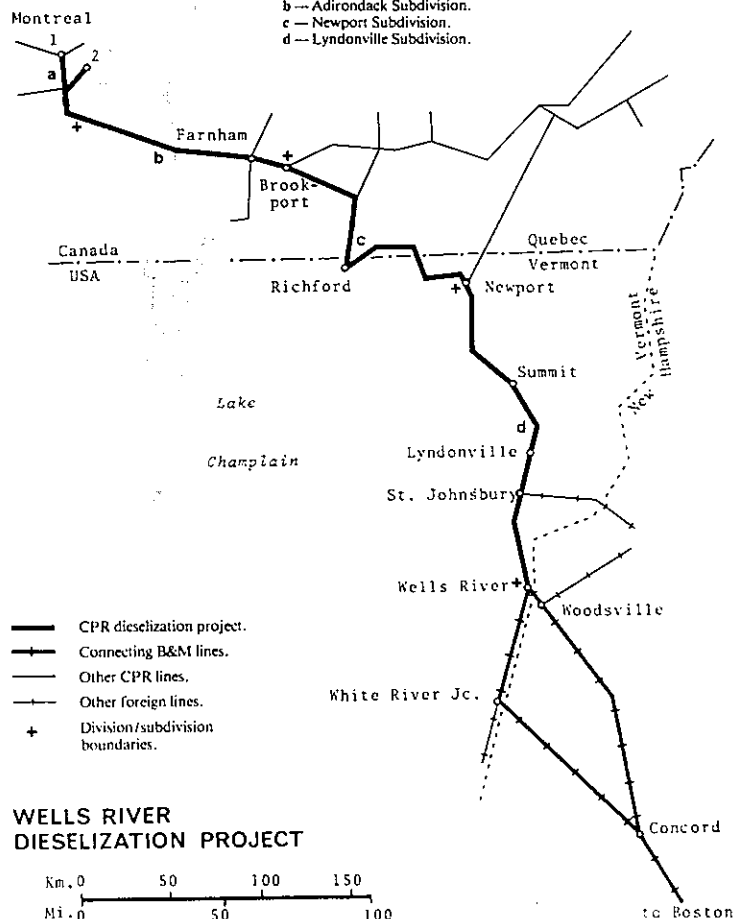 b — Adirondack Subdivision.
c — Newport Subdivision.
d — Lyndonville Subdivision.
Montreal
1
2
a
Farnham
b
Brook-
port
c
Canada
USA
Quebec
Vermont
Richford
Newport
Vermont
New Hampshire
Summit
Lake
Champlain
d
Lyndonville
St. Johnsbury
Wells River
Woodsville
White River Jc.
Concord
to Boston
CPR dieselization project.
Connecting B&M lines.
Other CPR lines.
Other foreign lines.
Division/subdivision
boundaries.
WELLS RIVER
DIESELIZATION PROJECT
Km. 0 50 100 150
Mi. 0 50 100